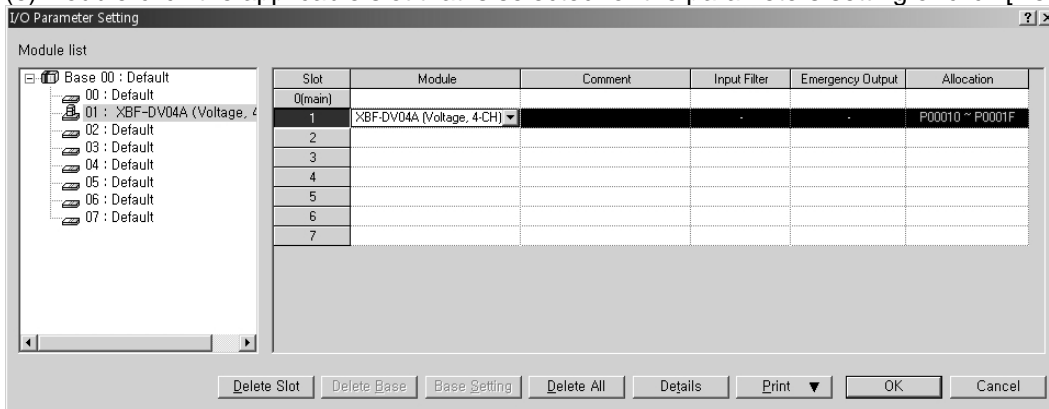 I/O Parameter Setting
Module list
Base 00 : Default
00 : Default
01 : XBF-DV04A (Voltage, 4
02 : Default
03 : Default
04 : Default
05 : Default
06 : Default
07 : Default
Slot Module Comment Input Filter Emergency Output Allocation
0(main)
1 XBF-DV04A (Voltage, 4-CH) - - P00010 ~ P0001F
2
3
4
5
6
7
Delete Slot Delete Base Base Setting Delete All Details Print ▼ OK Cancel